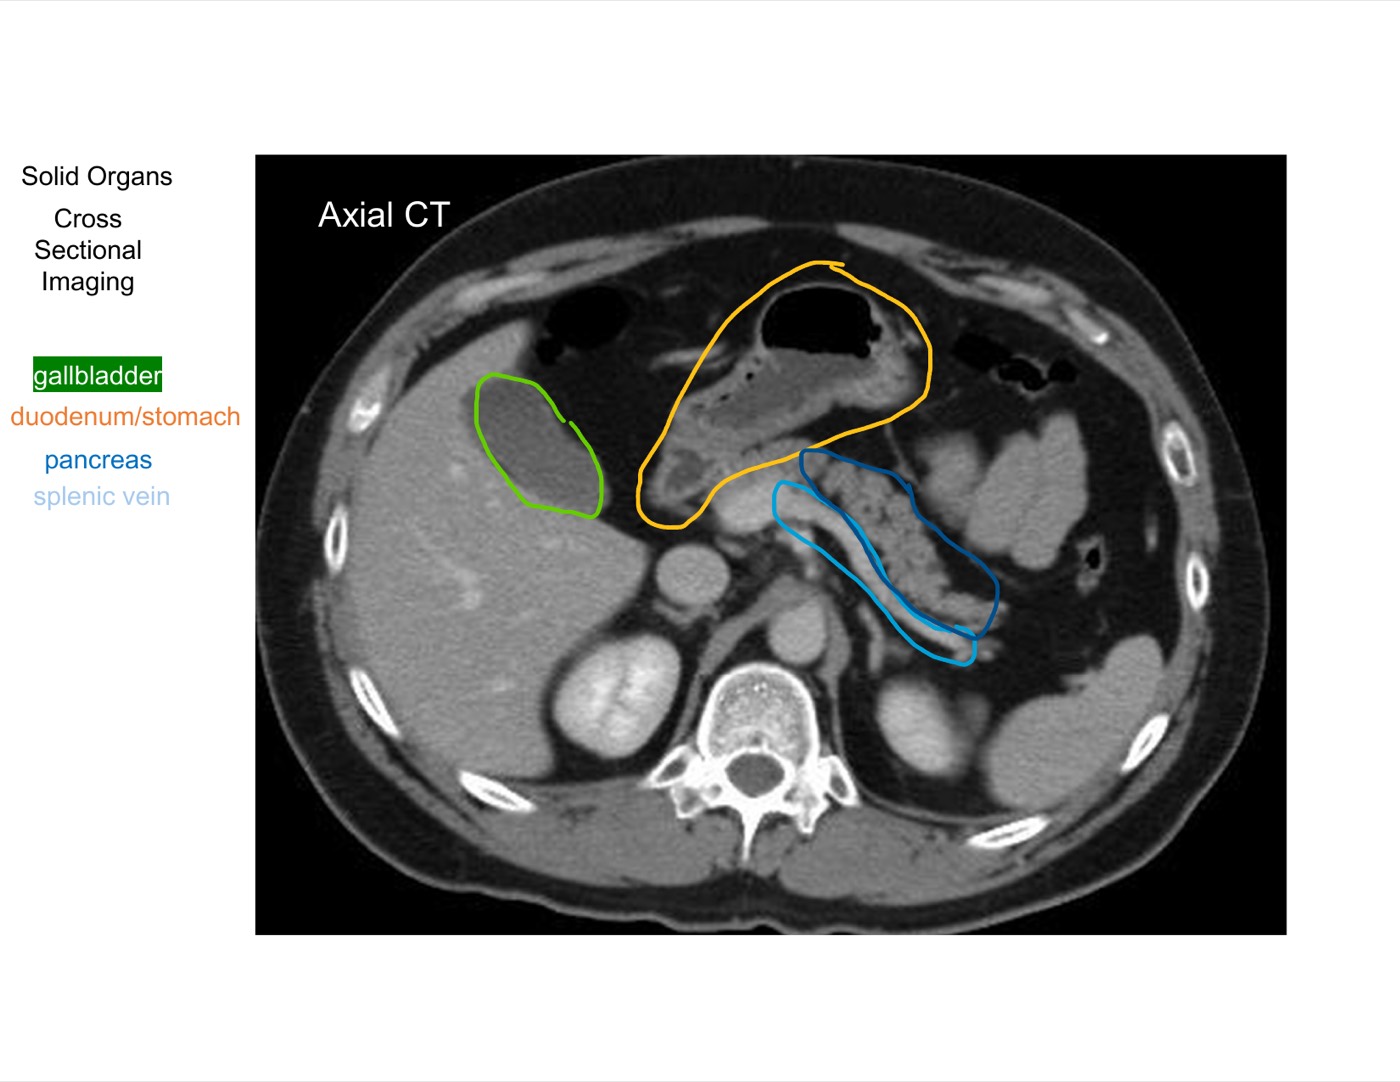 Solid Organs
Cross
Sectional
Imaging
gallbladder
duodenum/stomach
pancreas
splenic vein
Axial CT